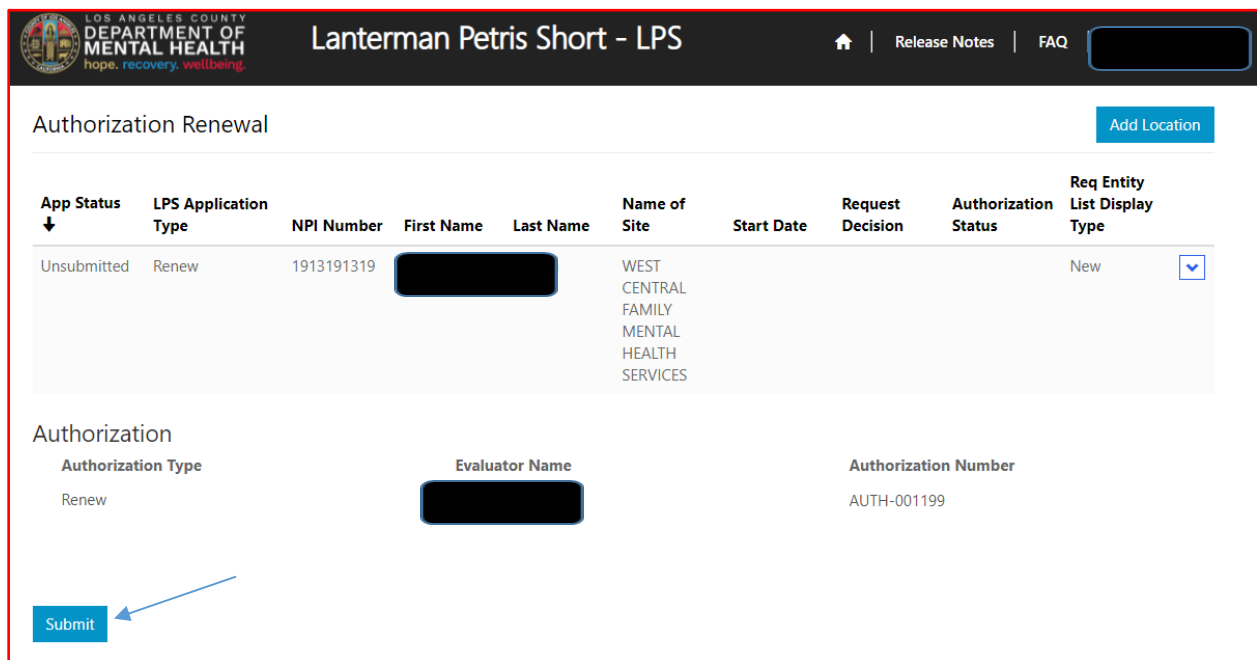 LOS ANGELES COUNTY
DEPARTMENT OF
MENTAL HEALTH
hope. recovery. wellbeing.
Lanterman Petris Short - LPS
| Release Notes | FAQ |
Authorization Renewal
Add Location
App Status LPS Application Type NPI Number First Name Last Name Name of Site Start Date Request Decision Authorization Status Req Entity List Display Type
Unsubmitted Renew 1913191319 WEST New
CENTRAL
FAMILY
MENTAL
HEALTH
SERVICES
Authorization
Authorization Type Evaluator Name Authorization Number
Renew AUTH-001199
Submit